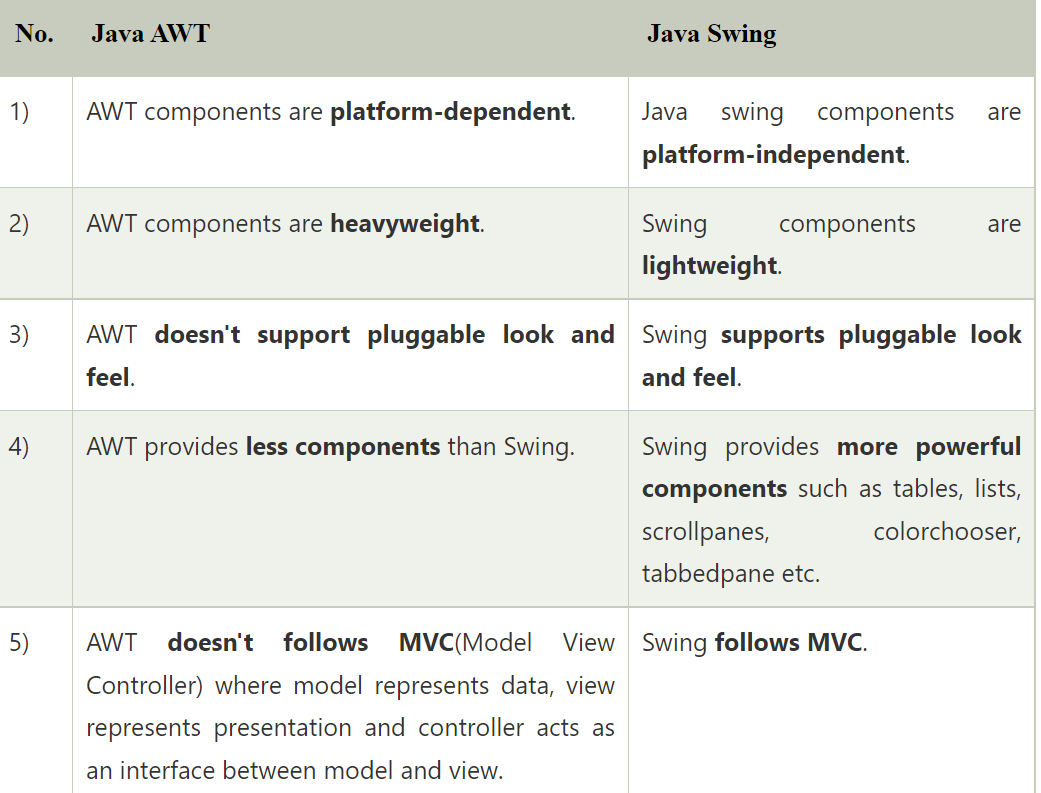 No. Java AWT Java Swing
1) AWT components are platform-dependent. Java swing components are
platform-independent.
2) AWT components are heavyweight. Swing components are
lightweight.
3) AWT doesn't support pluggable look and Swing supports pluggable look
feel. and feel.
4) AWT provides less components than Swing. Swing provides more powerful
components such as tables, lists,
scrollpanes, colorchooser,
tabbedpane etc.
5) AWT doesn't follows MVC(Model View Swing follows MVC.
Controller) where model represents data, view
represents presentation and controller acts as
an interface between model and view.